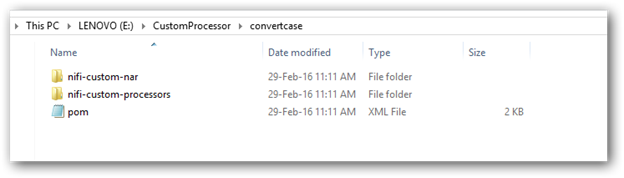 This PC ▸ LENOVO (E:) ▸ CustomProcessor ▸ convertcase
Name Date modified Type Size
nifi-custom-nar 29-Feb-16 11:11 AM File folder
nifi-custom-processors 29-Feb-16 11:11 AM File folder
pom 29-Feb-16 11:11 AM XML File 2 KB